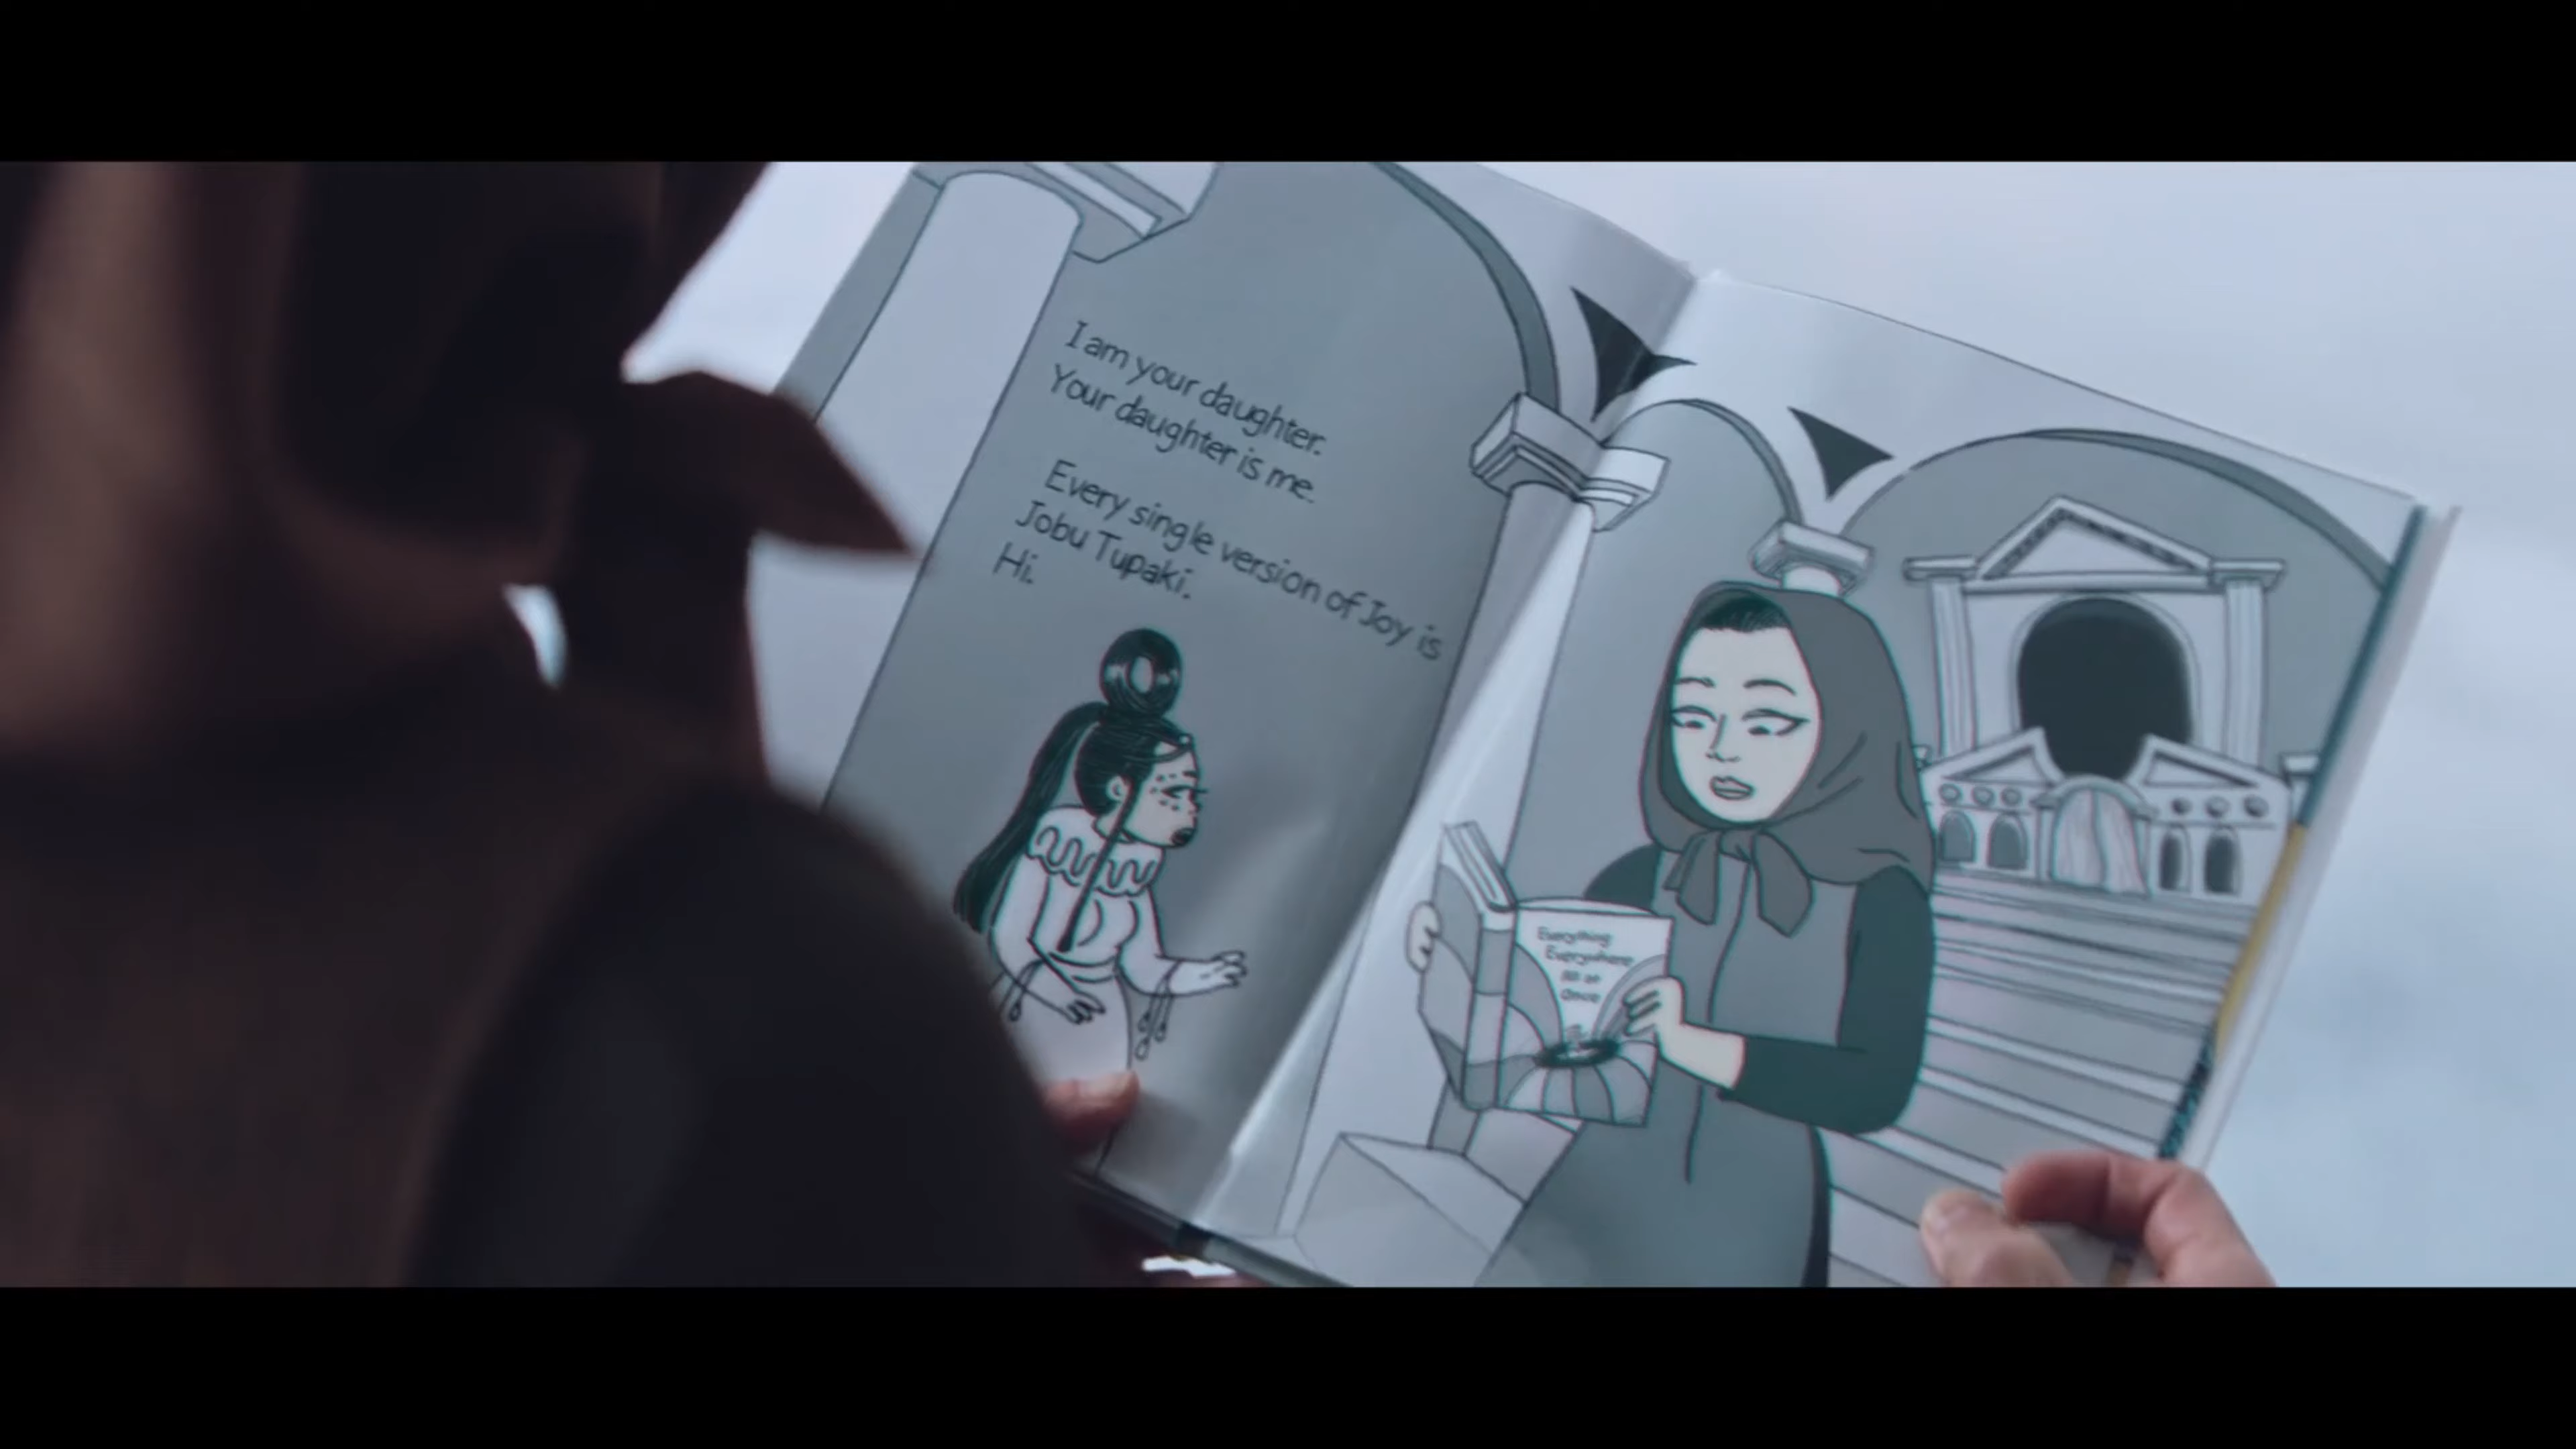 I am your daughter.
Your daughter is me.
Every single version of Joy is
Jobu Tupaki.
Hi.
Everything
Everywhere
All at
Once